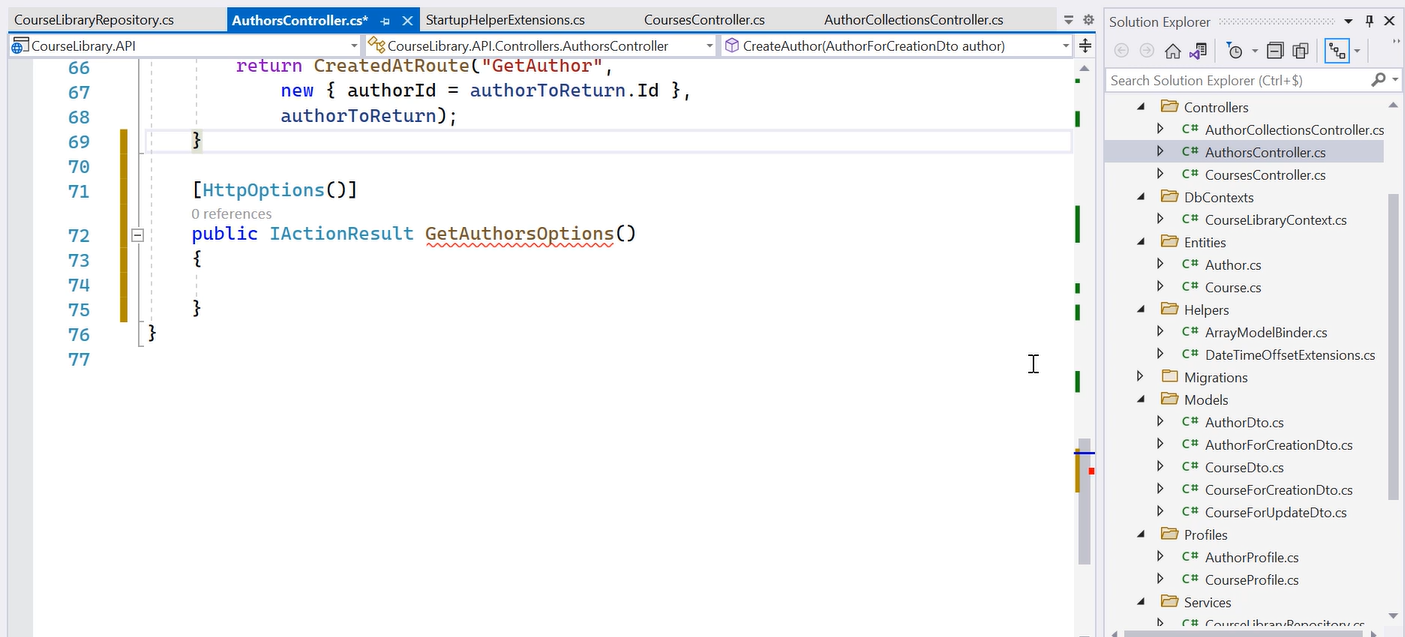 CourseLibraryRepository.cs AuthorsController.cs* StartupHelperExtensions.cs CoursesController.cs AuthorCollectionsController.cs
CourseLibrary.API CourseLibrary.API.Controllers.AuthorsController CreateAuthor(AuthorForCreationDto author)
66 return CreatedAtRoute("GetAuthor",
67 new { authorId = authorToReturn.Id },
68 authorToReturn);
69 }
70
71 [HttpOptions()]
0 references
72 public IActionResult GetAuthorsOptions()
73 {
74
75 }
76 }
77
Solution Explorer
Search Solution Explorer (Ctrl+$)
Controllers
C# AuthorCollectionsController.cs
C# AuthorsController.cs
C# CoursesController.cs
DbContexts
C# CourseLibraryContext.cs
Entities
C# Author.cs
C# Course.cs
Helpers
C# ArrayModelBinder.cs
C# DateTimeOffsetExtensions.cs
Migrations
Models
C# AuthorDto.cs
C# AuthorForCreationDto.cs
C# CourseDto.cs
C# CourseForCreationDto.cs
C# CourseForUpdateDto.cs
Profiles
C# AuthorProfile.cs
C# CourseProfile.cs
Services
C# CourseLibraryRepository.cs